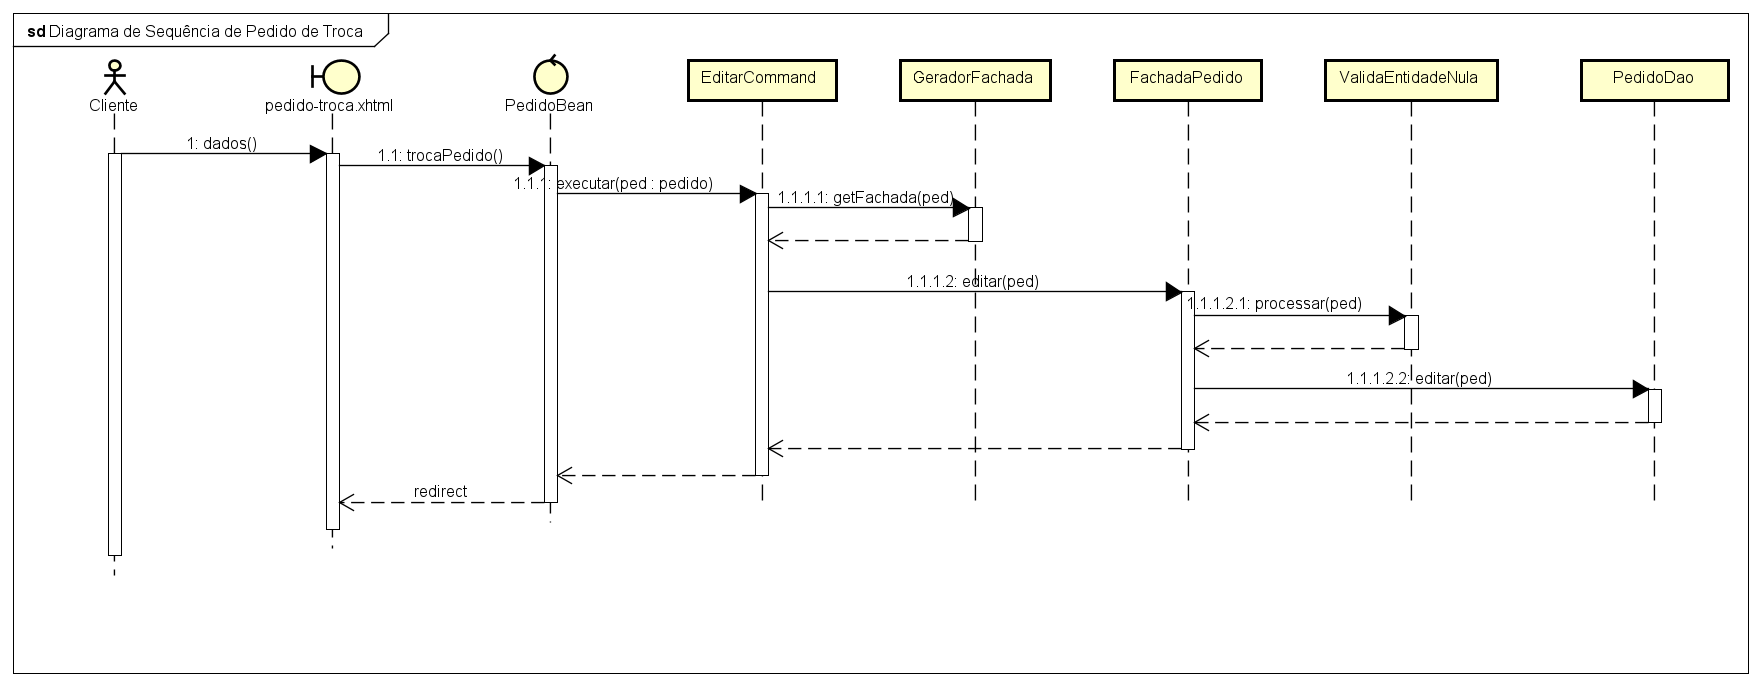 sd Diagrama de Sequência de Pedido de Troca
Cliente
pedido-troca.xhtml
PedidoBean
EditarCommand
GeradorFachada
FachadaPedido
ValidaEntidadeNula
PedidoDao
1: dados()
1.1: trocaPedido()
1.1.1: executar(ped : pedido)
1.1.1.1: getFachada(ped)
1.1.1.2: editar(ped)
1.1.1.2.1: processar(ped)
1.1.1.2.2: editar(ped)
redirect